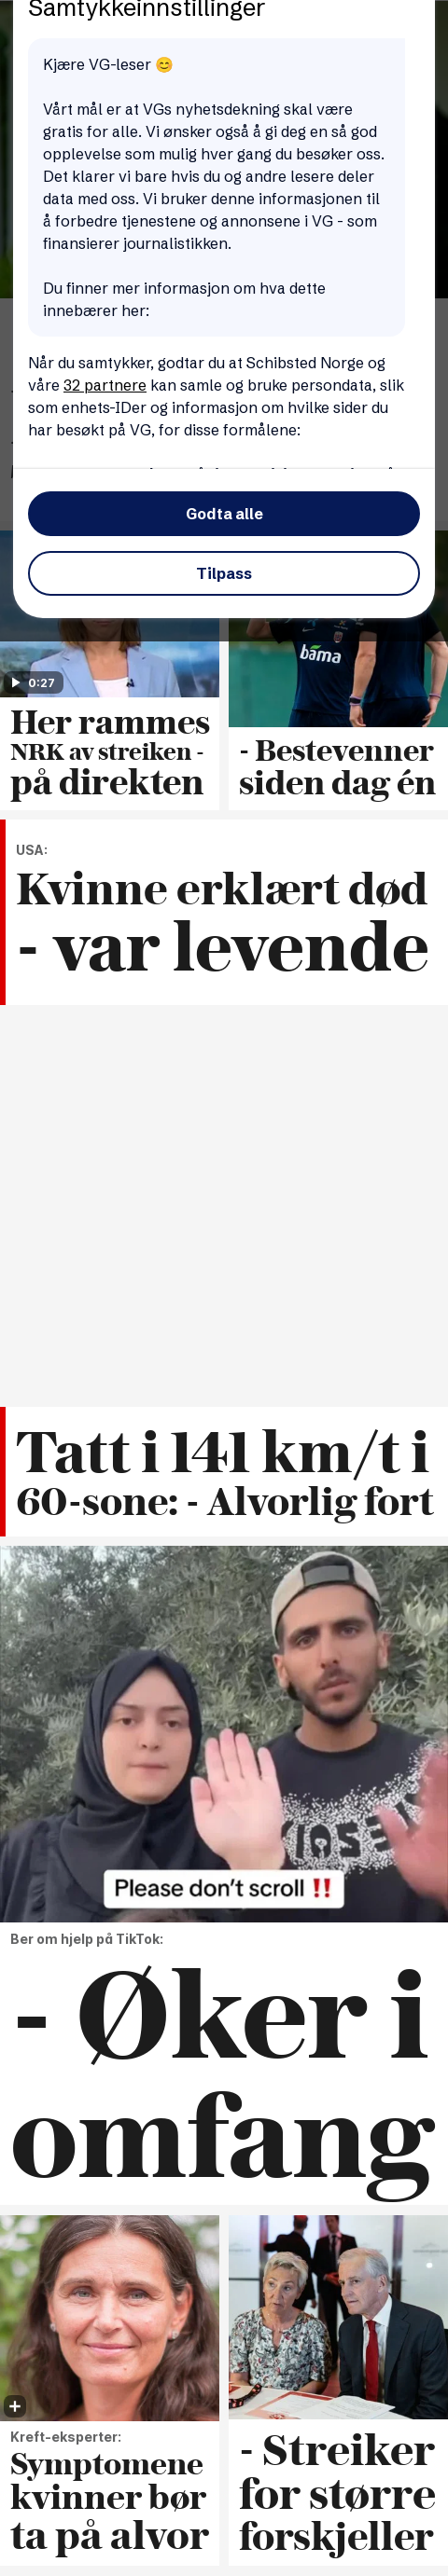 Samtykkeinnstillinger
Kjære VG-leser 😊
Vårt mål er at VGs nyhetsdekning skal være
gratis for alle. Vi ønsker også å gi deg en så god
opplevelse som mulig hver gang du besøker oss.
Det klarer vi bare hvis du og andre lesere deler
data med oss. Vi bruker denne informasjonen til
å forbedre tjenestene og annonsene i VG - som
finansierer journalistikken.
Du finner mer informasjon om hva dette
innebærer her:
Når du samtykker, godtar du at Schibsted Norge og
våre 32 partnere kan samle og bruke persondata, slik
som enhets-IDer og informasjon om hvilke sider du
har besøkt på VG, for disse formålene:
Godta alle
Tilpass
0:27
bama
Her rammes
NRK av streiken -
på direkten
- Bestevenner
siden dag én
USA:
Kvinne erklært død
- var levende
Tatt i 141 km/t i
60-sone: - Alvorlig fort
Please don't scroll ‼️
Ber om hjelp på TikTok:
- Øker i
omfang
Kreft-eksperter:
Symptomene
kvinner bør
ta på alvor
- Streiker
for større
forskjeller